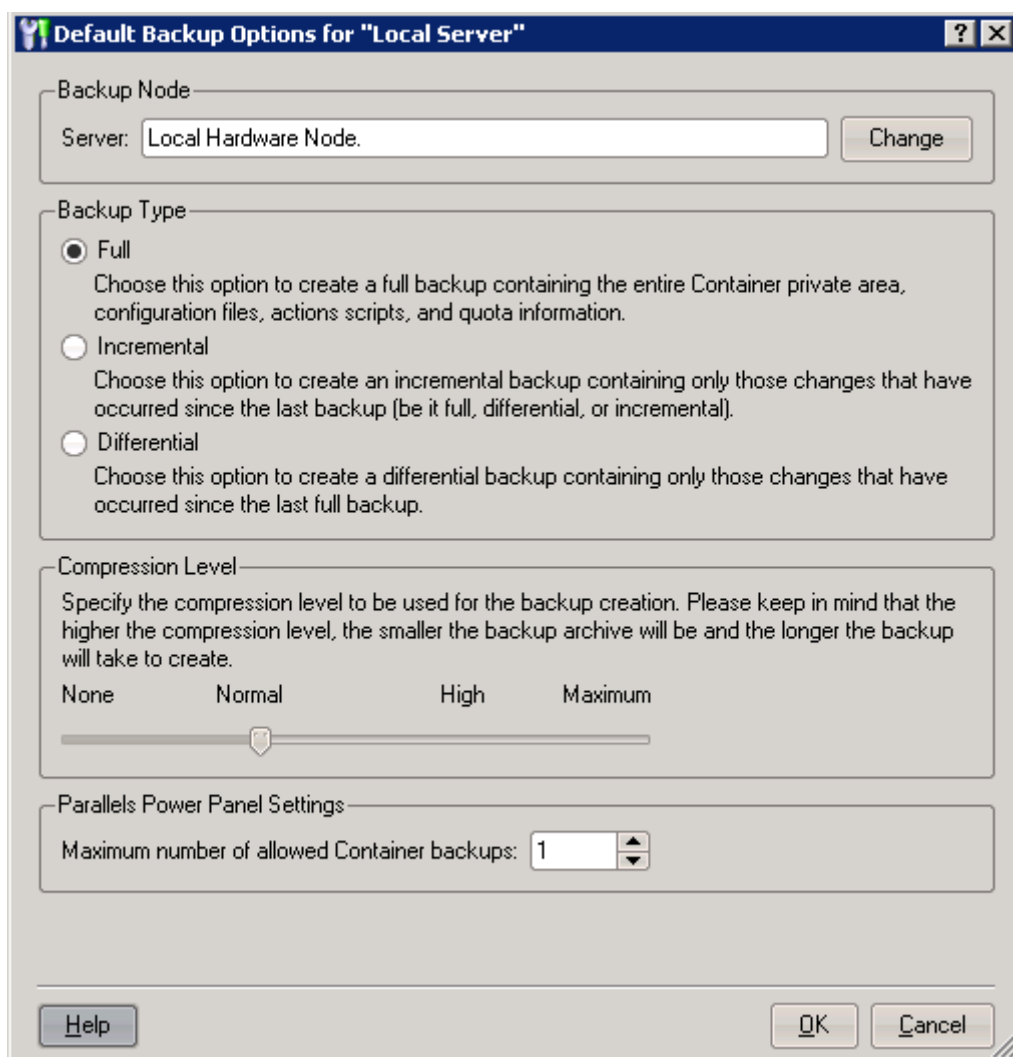 Default Backup Options for "Local Server"
Backup Node
Server: Local Hardware Node. Change
Backup Type
Full
Choose this option to create a full backup containing the entire Container private area,
configuration files, actions scripts, and quota information.
Incremental
Choose this option to create an incremental backup containing only those changes that have
occurred since the last backup (be it full, differential, or incremental).
Differential
Choose this option to create a differential backup containing only those changes that have
occurred since the last full backup.
Compression Level
Specify the compression level to be used for the backup creation. Please keep in mind that the
higher the compression level, the smaller the backup archive will be and the longer the backup
will take to create.
None Normal High Maximum
Parallels Power Panel Settings
Maximum number of allowed Container backups: 1
Help OK Cancel